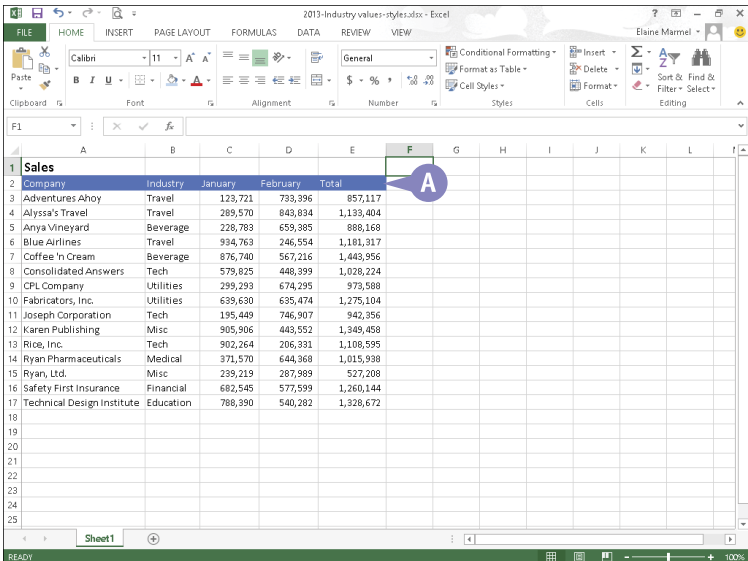 2013-Industry values-styles.xlsx - Excel
FILE HOME INSERT PAGE LAYOUT FORMULAS DATA REVIEW VIEW Elaine Marmel
Calibri 11 A A General Conditional Formatting Insert
Paste Format as Table Delete Sort & Find &
B I U A $ % , Cell Styles Format Filter Select
Clipboard Font Alignment Number Styles Cells Editing
F1 fx
A B C D E F G H I J K L
1 Sales
2 Company Industry January February Total A
3 Adventures Ahoy Travel 123,721 733,396 857,117
4 Alyssa's Travel Travel 289,570 843,834 1,133,404
5 Anya Vineyard Beverage 228,783 659,385 888,168
6 Blue Airlines Travel 934,763 246,554 1,181,317
7 Coffee 'n Cream Beverage 876,740 567,216 1,443,956
8 Consolidated Answers Tech 579,825 448,399 1,028,224
9 CPL Company Utilities 299,293 674,295 973,588
10 Fabricators, Inc. Utilities 639,630 635,474 1,275,104
11 Joseph Corporation Tech 195,449 746,907 942,356
12 Karen Publishing Misc 905,906 443,552 1,349,458
13 Rice, Inc. Tech 902,264 206,331 1,108,595
14 Ryan Pharmaceuticals Medical 371,570 644,368 1,015,938
15 Ryan, Ltd. Misc 239,219 287,989 527,208
16 Safety First Insurance Financial 682,545 577,599 1,260,144
17 Technical Design Institute Education 788,390 540,282 1,328,672
18
19
20
21
22
23
24
25
Sheet1
READY 100%